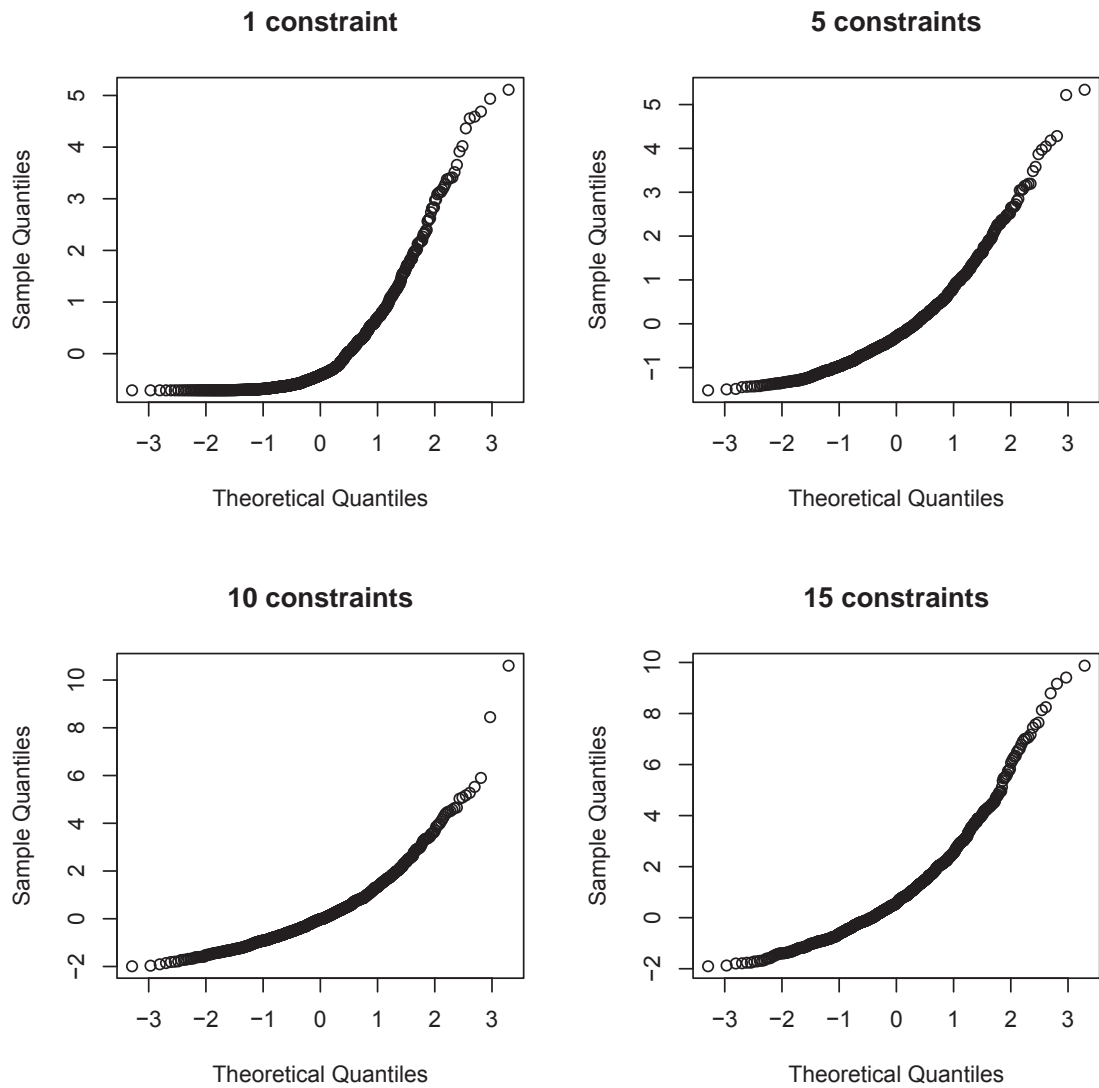 1 constraint
Sample Quantiles
5
4
3
2
1
0
−3 −2 −1 0 1 2 3
Theoretical Quantiles
5 constraints
Sample Quantiles
5
4
3
2
1
0
−1
−3 −2 −1 0 1 2 3
Theoretical Quantiles
10 constraints
Sample Quantiles
10
8
6
4
2
0
−2
−3 −2 −1 0 1 2 3
Theoretical Quantiles
15 constraints
Sample Quantiles
10
8
6
4
2
0
−2
−3 −2 −1 0 1 2 3
Theoretical Quantiles